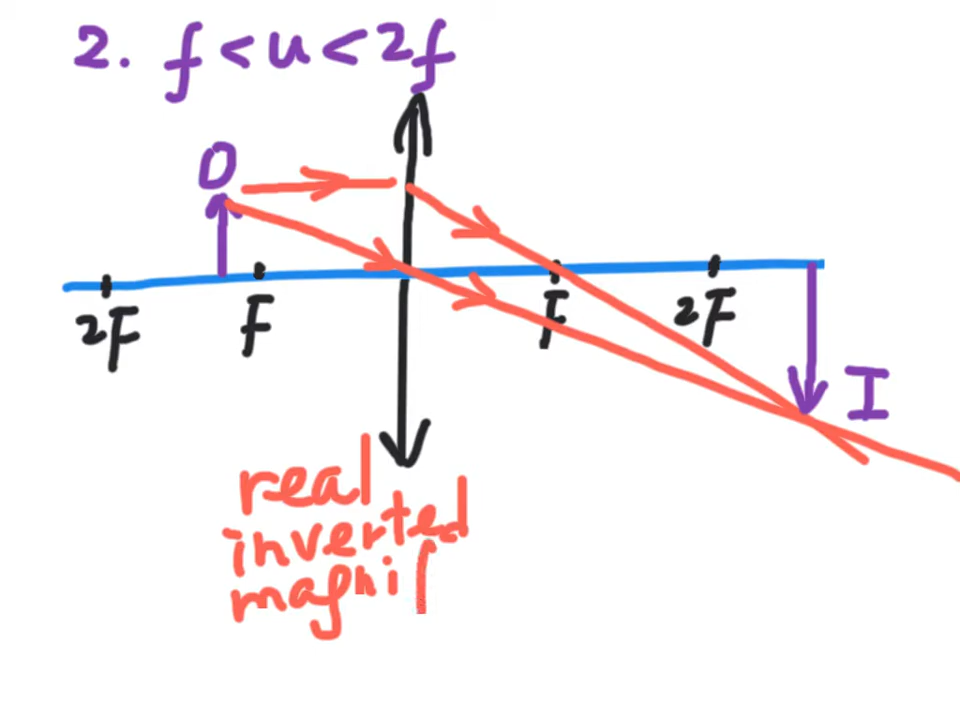 2. f < u < 2f
O
2F
F
F
2F
I
real
inverted
magnif